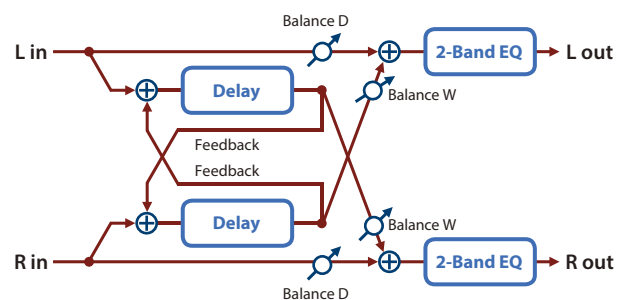 Balance D
L in
2-Band EQ
L out
Delay
Balance W
Feedback
Feedback
Delay
Balance W
R in
2-Band EQ
R out
Balance D